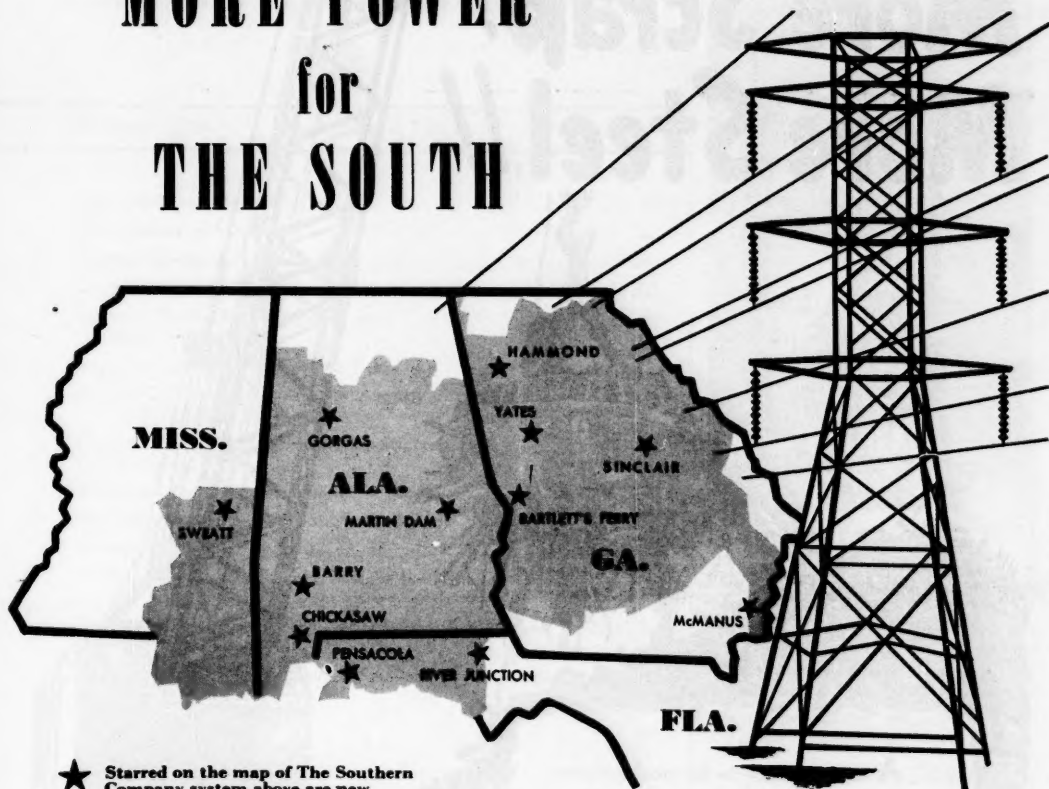 MORE POWER
for
THE SOUTH
HAMMOND
YATES
GORGAS
MISS.
SINCLAIR
ALA.
SWEATT
MARTIN DAM
BARTLETT'S FERRY
GA.
BARRY
CHICKASAW
McMANUS
PENSACOLA
RIVER JUNCTION
FLA.
Starred on the map of The Southern
Company system above are new